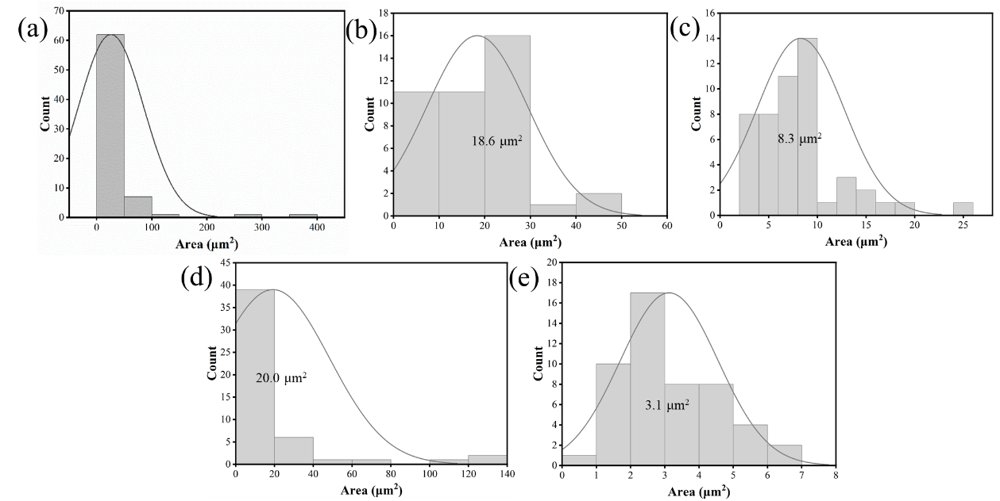 (a)
70
60
50
40
30
20
10
0
Count
0 100 200 300 400
Area (μm²)
(b)
18
16
14
12
10
8
6
4
2
0
Count
18.6 μm²
0 10 20 30 40 50 60
Area (μm²)
(c)
16
14
12
10
8
6
4
2
0
Count
8.3 μm²
0 5 10 15 20 25
Area (μm²)
(d)
45
40
35
30
25
20
15
10
5
0
Count
20.0 μm²
0 20 40 60 80 100 120 140
Area (μm²)
(e)
20
18
16
14
12
10
8
6
4
2
0
Count
3.1 μm²
0 1 2 3 4 5 6 7 8
Area (μm²)